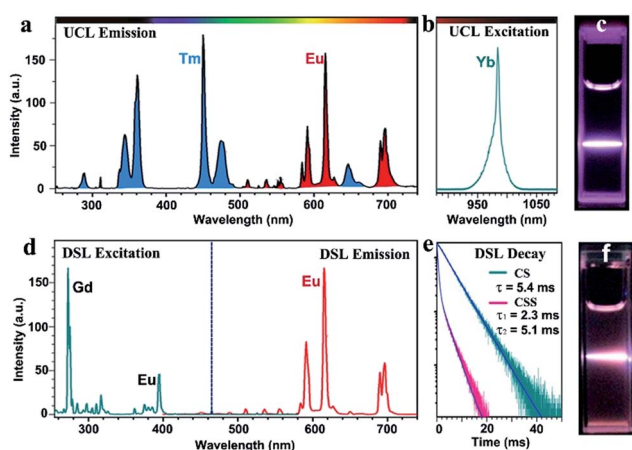 a UCL Emission
Tm
Eu
Intensity (a.u.)
150
100
50
0
300 400 500 600 700
Wavelength (nm)
b UCL Excitation
Yb
950 1000 1050
Wavelength (nm)
c
d DSL Excitation DSL Emission
Gd
Eu
Eu
Intensity (a.u.)
150
100
50
0
300 400 500 600 700
Wavelength (nm)
e DSL Decay
CS
τ = 5.4 ms
CSS
τ₁ = 2.3 ms
τ₂ = 5.1 ms
0 20 40
Time (ms)
f